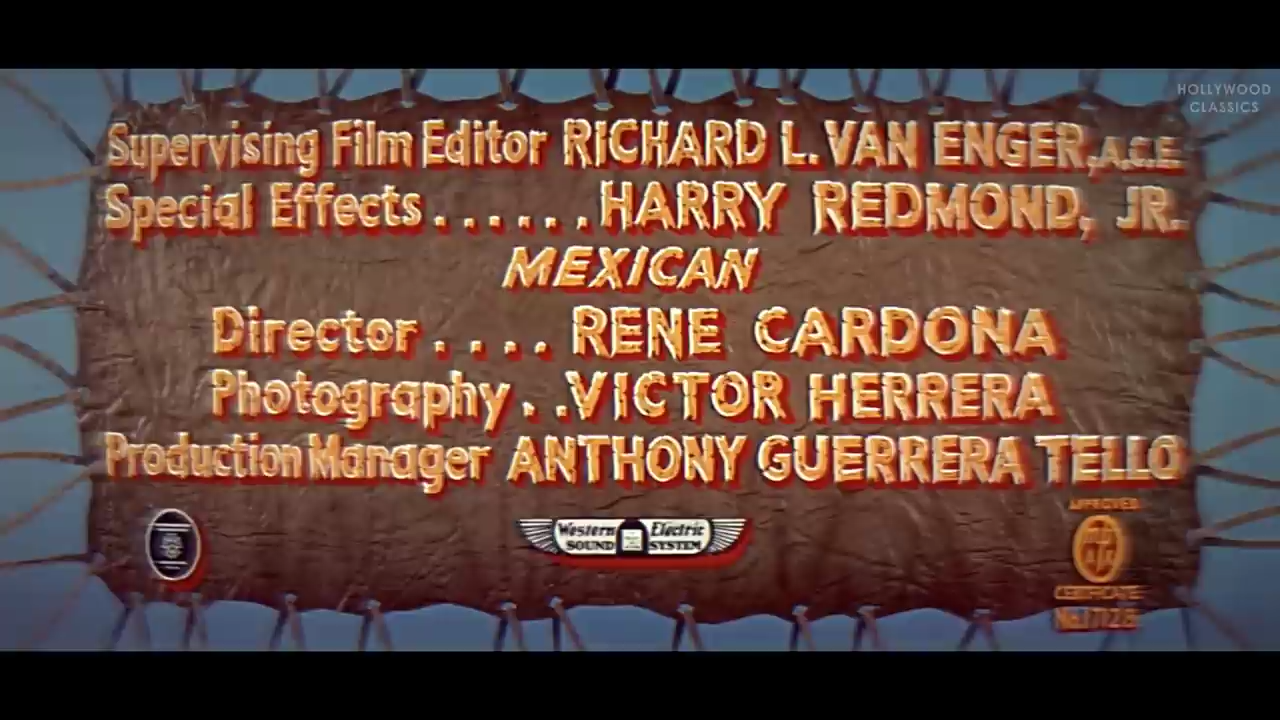 HOLLYWOOD
CLASSICS
Supervising Film Editor RICHARD L. VAN ENGER, A.C.E.
Special Effects . . . . . . HARRY REDMOND, JR.
MEXICAN
Director . . . . RENE CARDONA
Photography . . VICTOR HERRERA
Production Manager ANTHONY GUERRERA TELLO
Western Electric
SOUND SYSTEM
APPROVED
CERTIFICATE